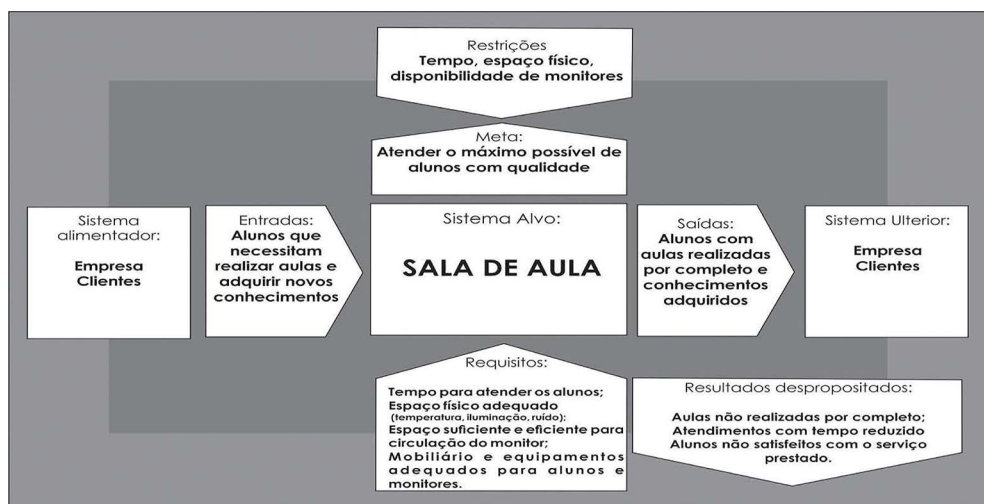 Restrições
Tempo, espaço físico,
disponibilidade de monitores
Meta:
Atender o máximo possível de
alunos com qualidade
Sistema
alimentador:
Empresa
Clientes
Entradas:
Alunos que
necessitam
realizar aulas e
adquirir novos
conhecimentos
Sistema Alvo:
SALA DE AULA
Saídas:
Alunos com
aulas realizadas
por completo e
conhecimentos
adquiridos
Sistema Ulterior:
Empresa
Clientes
Requisitos:
Tempo para atender os alunos;
Espaço físico adequado
(temperatura, iluminação, ruído);
Espaço suficiente e eficiente para
circulação do monitor;
Mobiliário e equipamentos
adequados para alunos e
monitores.
Resultados despropositados:
Aulas não realizadas por completo;
Atendimentos com tempo reduzido
Alunos não satisfeitos com o serviço
prestado.